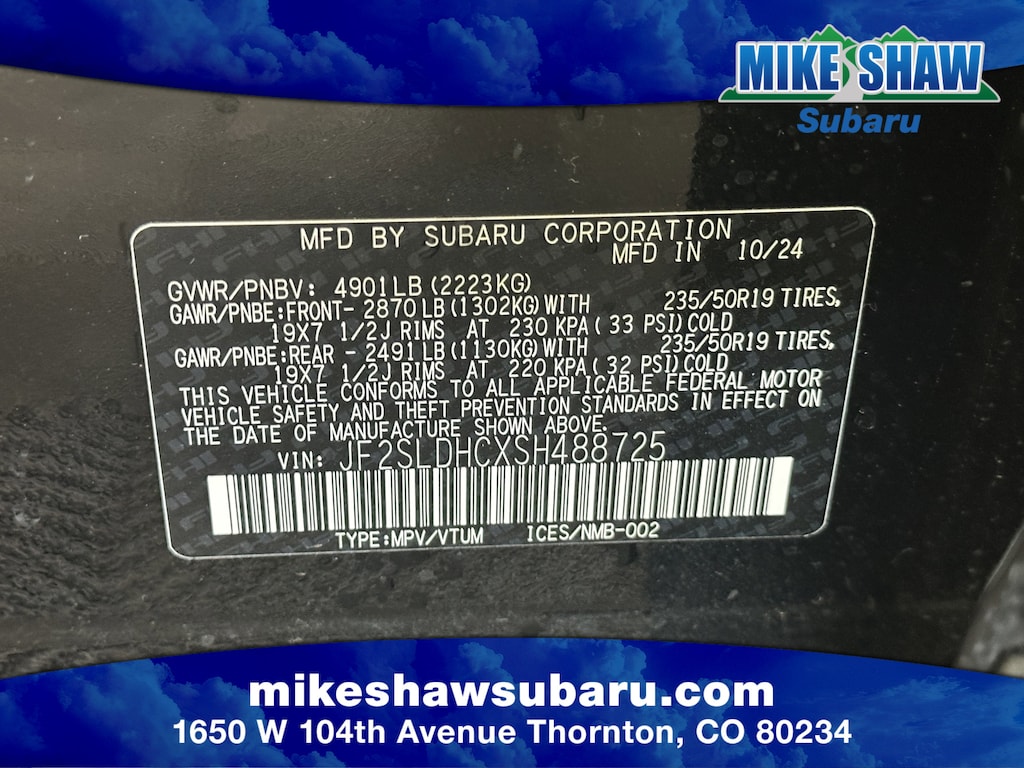 MIKE SHAW
Subaru
MFD BY SUBARU CORPORATION
MFD IN 10/24
GVWR/PNBV: 4901LB(2223KG)
GAWR/PNBE:FRONT- 2870LB(1302KG)WITH 235/50R19 TIRES,
19X7 1/2J RIMS AT 230 KPA( 33 PSI)COLD
GAWR/PNBE:REAR - 2491LB(1130KG)WITH 235/50R19 TIRES,
19X7 1/2J RIMS AT 220 KPA( 32 PSI)COLD
THIS VEHICLE CONFORMS TO ALL APPLICABLE FEDERAL MOTOR
VEHICLE SAFETY AND THEFT PREVENTION STANDARDS IN EFFECT ON
THE DATE OF MANUFACTURE SHOWN ABOVE.
VIN: JF2SLDHCXSH488725
TYPE:MPV/VTUM ICES/NMB-002
mikeshawsubaru.com
1650 W 104th Avenue Thornton, CO 80234